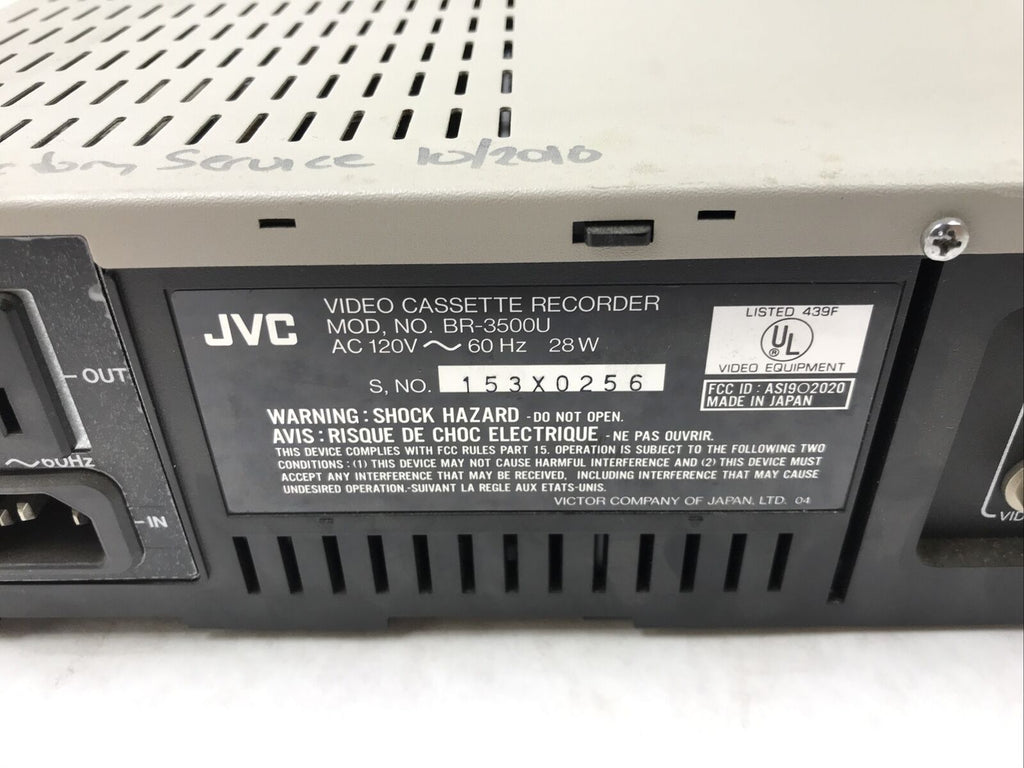 Service 10/2010
JVC
VIDEO CASSETTE RECORDER
MOD, NO. BR-3500U
AC 120V ~ 60 Hz 28 W
S, NO. 153X0256
LISTED 439F
UL
®
VIDEO EQUIPMENT
FCC ID : ASI9O2020
MADE IN JAPAN
WARNING : SHOCK HAZARD - DO NOT OPEN.
AVIS : RISQUE DE CHOC ELECTRIQUE - NE PAS OUVRIR.
THIS DEVICE COMPLIES WITH FCC RULES PART 15. OPERATION IS SUBJECT TO THE FOLLOWING TWO
CONDITIONS : (1) THIS DEVICE MAY NOT CAUSE HARMFUL INTERFERENCE AND (2) THIS DEVICE MUST
ACCEPT ANY INTERFERENCE THAT MAY BE RECEIVED, INCLUDING INTERFERENCE THAT MAY CAUSE
UNDESIRED OPERATION.-SUIVANT LA REGLE AUX ETATS-UNIS.
VICTOR COMPANY OF JAPAN, LTD. 04
OUT
~60Hz
IN
VID